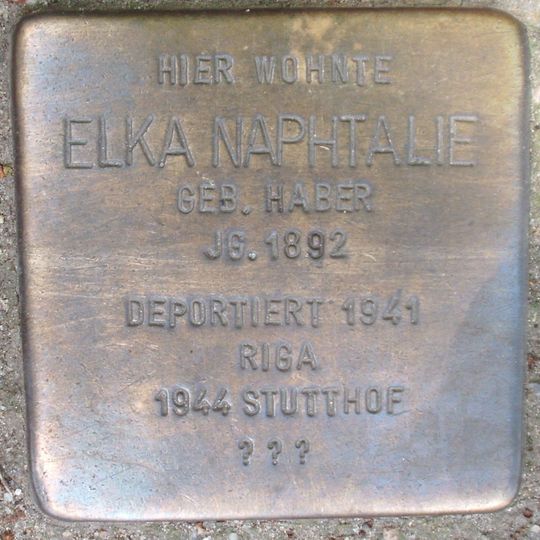 HIER WOHNTE
ELKA NAPHTALIE
GEB. HABER
JG. 1892
DEPORTIERT 1941
RIGA
1944 STUTTHOF
? ? ?